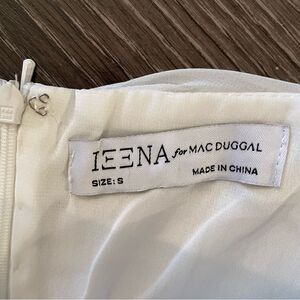 IEENA for MAC DUGGAL
SIZE: S
MADE IN CHINA